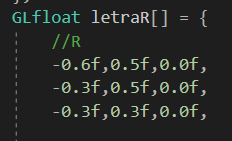 GLfloat letraR[] = {
//R
-0.6f,0.5f,0.0f,
-0.3f,0.5f,0.0f,
-0.3f,0.3f,0.0f,